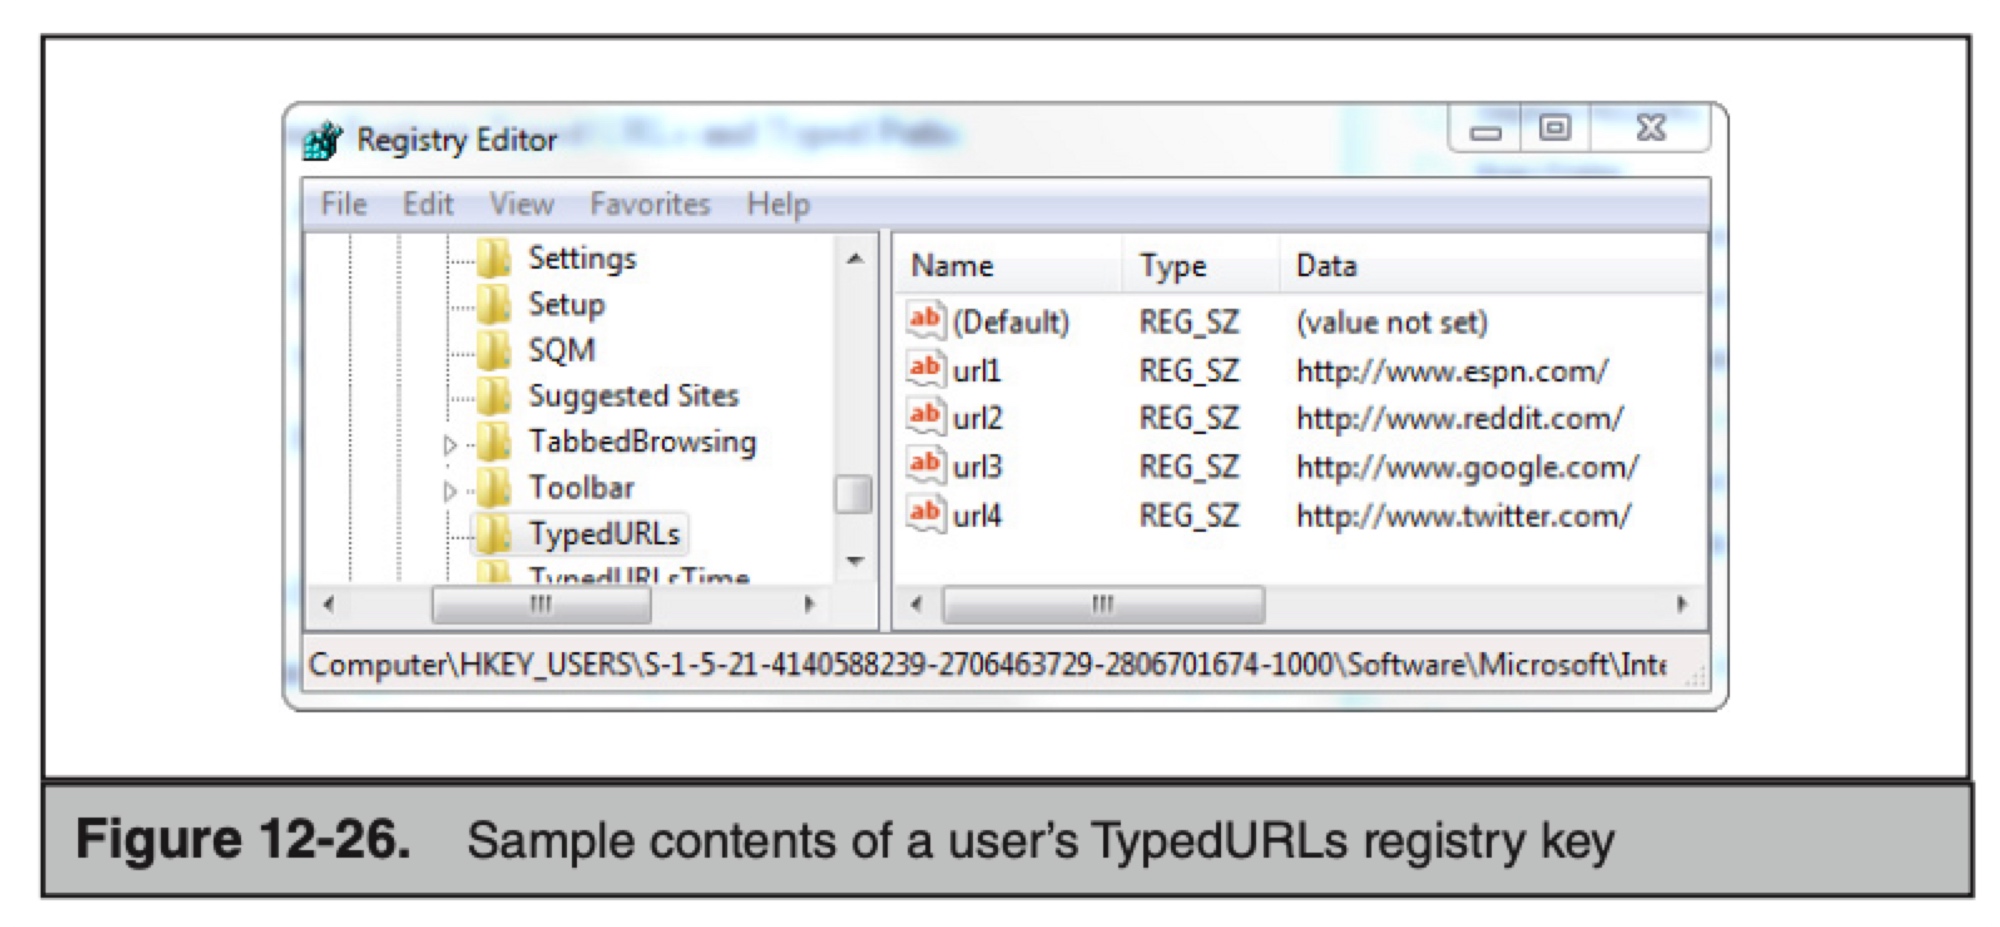 Registry Editor
File Edit View Favorites Help
Settings
Setup
SQM
Suggested Sites
TabbedBrowsing
Toolbar
TypedURLs
TypedURLsTime
Name Type Data
(Default) REG_SZ (value not set)
url1 REG_SZ http://www.espn.com/
url2 REG_SZ http://www.reddit.com/
url3 REG_SZ http://www.google.com/
url4 REG_SZ http://www.twitter.com/
Computer\HKEY_USERS\S-1-5-21-4140588239-2706463729-2806701674-1000\Software\Microsoft\Inte
Figure 12-26. Sample contents of a user’s TypedURLs registry key